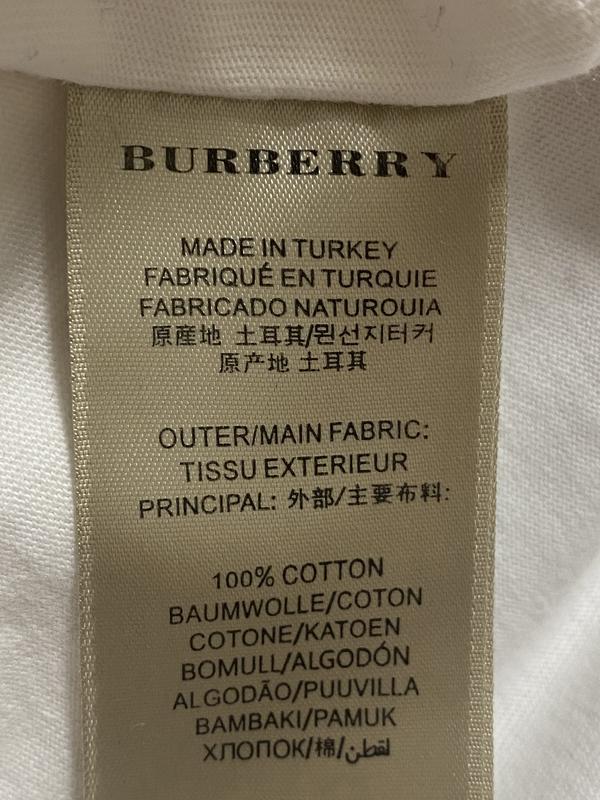 BURBERRY
MADE IN TURKEY
FABRIQUÉ EN TURQUIE
FABRICADO NATUROUIA
原産地 土耳其/뭔선지터커
原产地 土耳其
OUTER/MAIN FABRIC:
TISSU EXTERIEUR
PRINCIPAL: 外部/主要布料:
100% COTTON
BAUMWOLLE/COTON
COTONE/KATOEN
BOMULL/ALGODÓN
ALGODÃO/PUUVILLA
BAMBAKI/PAMUK
ХЛОПОК/棉/لقطن